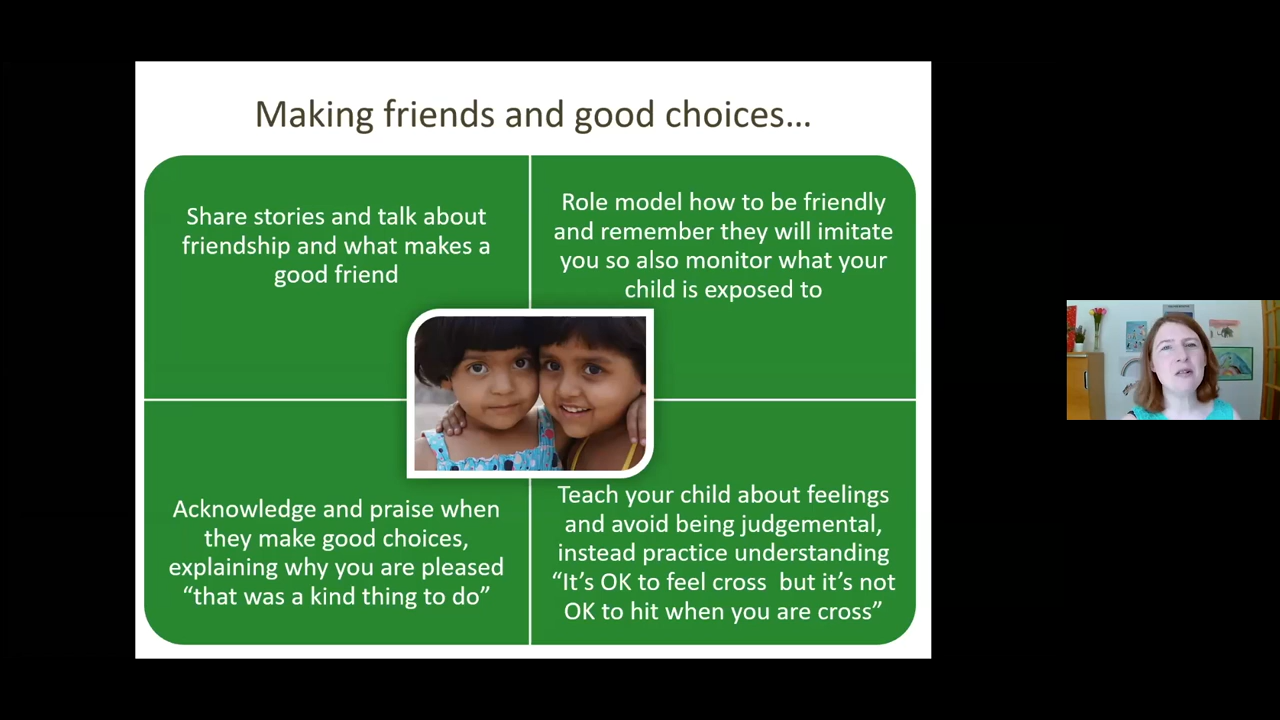 Making friends and good choices...
Share stories and talk about
friendship and what makes a
good friend
Role model how to be friendly
and remember they will imitate
you so also monitor what your
child is exposed to
Acknowledge and praise when
they make good choices,
explaining why you are pleased
“that was a kind thing to do”
Teach your child about feelings
and avoid being judgemental,
instead practice understanding
“It’s OK to feel cross  but it’s not
OK to hit when you are cross”